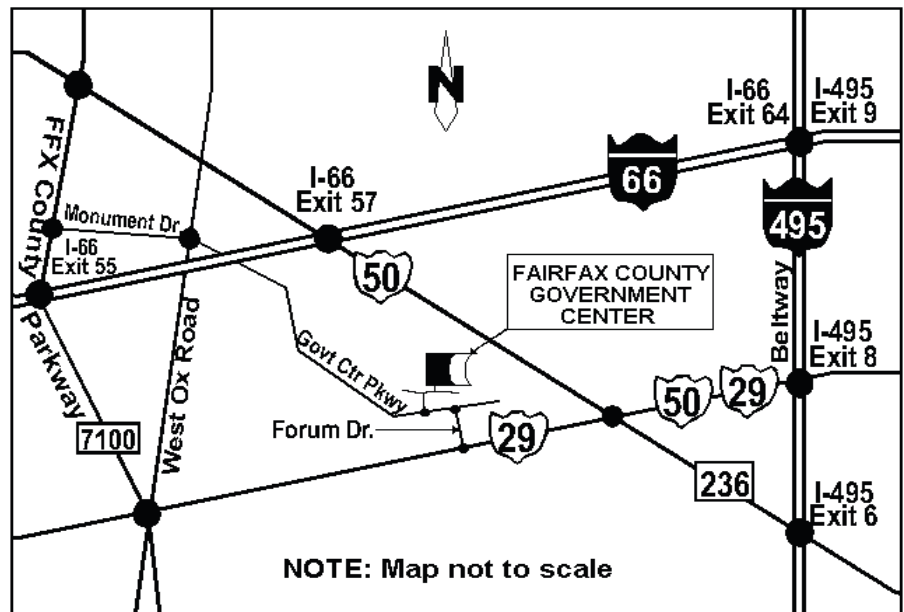 I-66
Exit 64
I-495
Exit 9
N
FFX County
Parkway
Monument Dr
I-66
Exit 55
I-66
Exit 57
66
495
50
FAIRFAX COUNTY
GOVERNMENT
CENTER
Beltway
I-495
Exit 8
West Ox Road
Govt Ctr Pkwy
Forum Dr.
7100
29
50
29
236
I-495
Exit 6
NOTE: Map not to scale